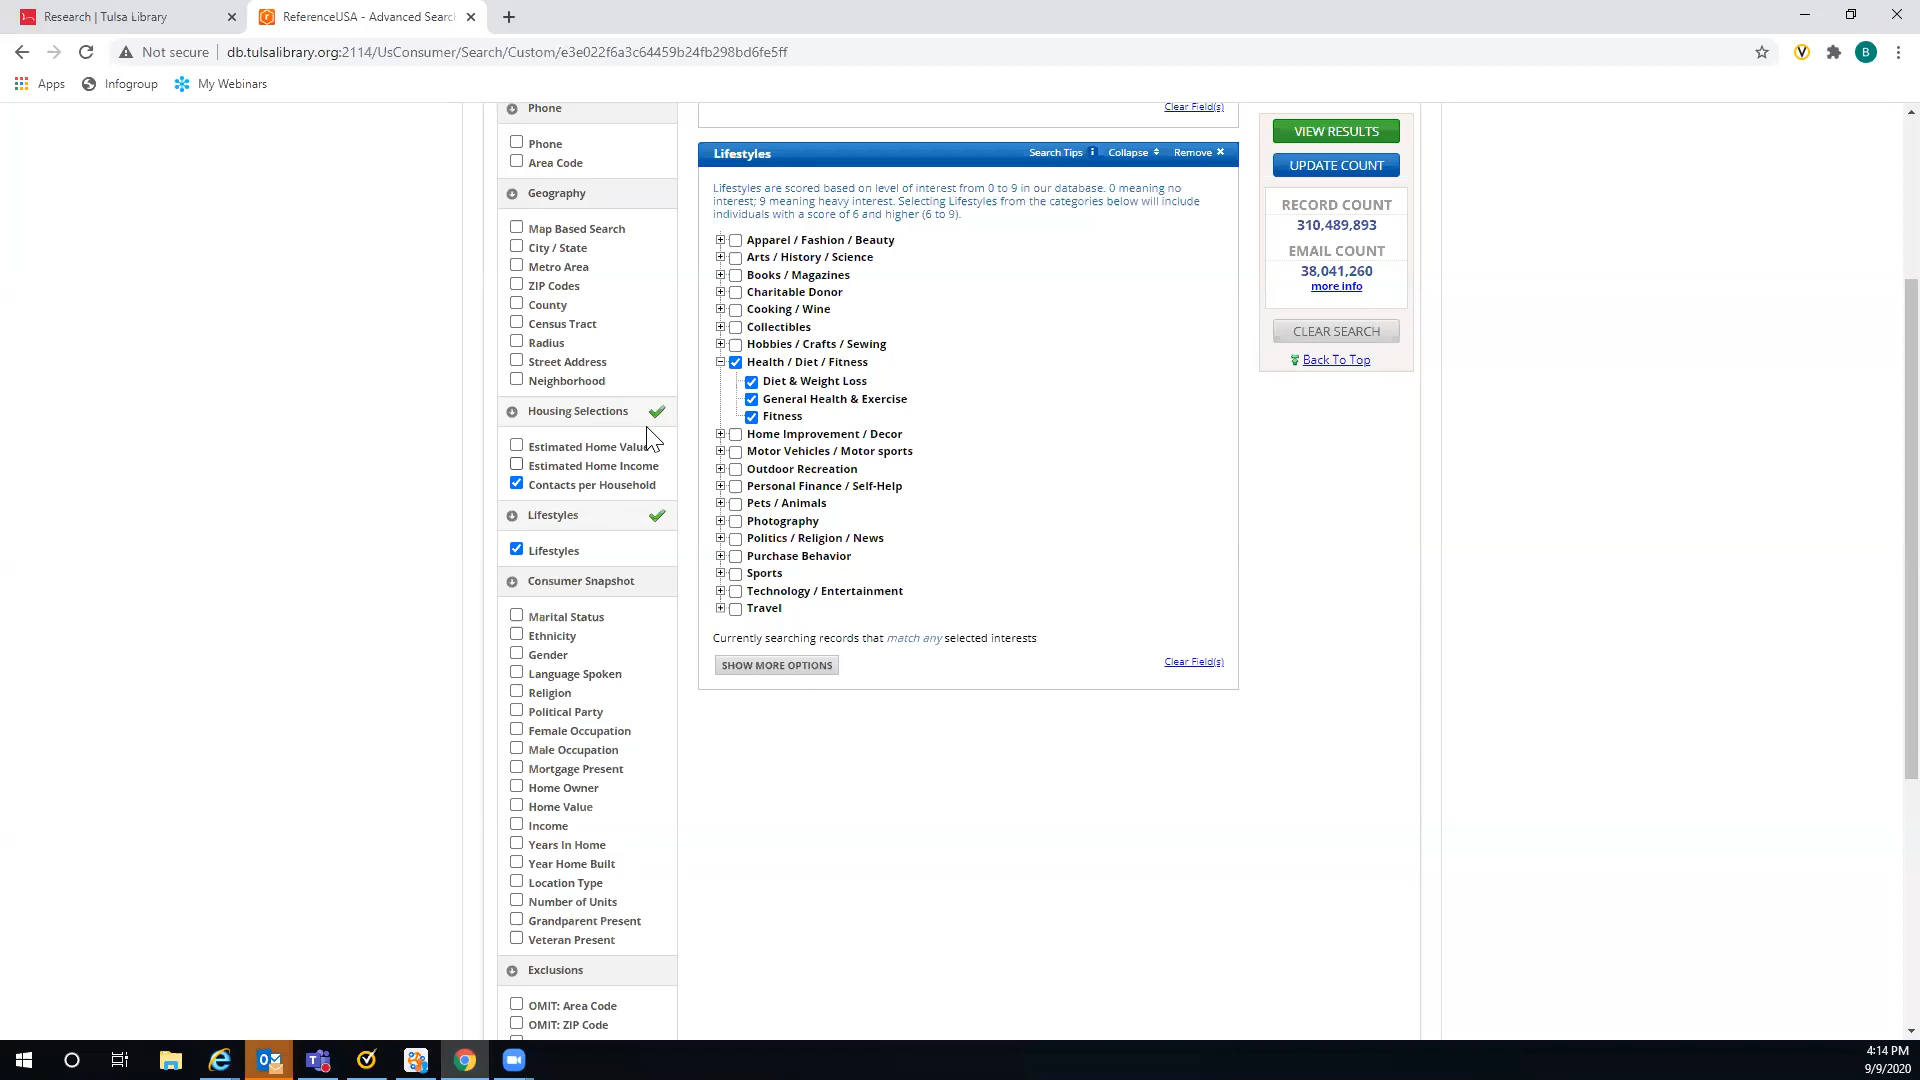 Research | Tulsa Library
ReferenceUSA - Advanced Searc
Not secure
db.tulsalibrary.org:2114/UsConsumer/Search/Custom/e3e022f6a3c64459b24fb298bd6fe5ff
B
Apps
Infogroup
My Webinars
Phone
Phone
Area Code
Geography
Map Based Search
City / State
Metro Area
ZIP Codes
County
Census Tract
Radius
Street Address
Neighborhood
Housing Selections
Estimated Home Value
Estimated Home Income
Contacts per Household
Lifestyles
Lifestyles
Consumer Snapshot
Marital Status
Ethnicity
Gender
Language Spoken
Religion
Political Party
Female Occupation
Male Occupation
Mortgage Present
Home Owner
Home Value
Income
Years In Home
Year Home Built
Location Type
Number of Units
Grandparent Present
Veteran Present
Exclusions
OMIT: Area Code
OMIT: ZIP Code
Clear Field(s)
Lifestyles
Search Tips
Collapse
Remove
Lifestyles are scored based on level of interest from 0 to 9 in our database. 0 meaning no
interest; 9 meaning heavy interest. Selecting Lifestyles from the categories below will include
individuals with a score of 6 and higher (6 to 9).
Apparel / Fashion / Beauty
Arts / History / Science
Books / Magazines
Charitable Donor
Cooking / Wine
Collectibles
Hobbies / Crafts / Sewing
Health / Diet / Fitness
Diet & Weight Loss
General Health & Exercise
Fitness
Home Improvement / Decor
Motor Vehicles / Motor sports
Outdoor Recreation
Personal Finance / Self-Help
Pets / Animals
Photography
Politics / Religion / News
Purchase Behavior
Sports
Technology / Entertainment
Travel
Currently searching records that match any selected interests
SHOW MORE OPTIONS
Clear Field(s)
VIEW RESULTS
UPDATE COUNT
RECORD COUNT
310,489,893
EMAIL COUNT
38,041,260
more info
CLEAR SEARCH
Back To Top
4:14 PM
9/9/2020